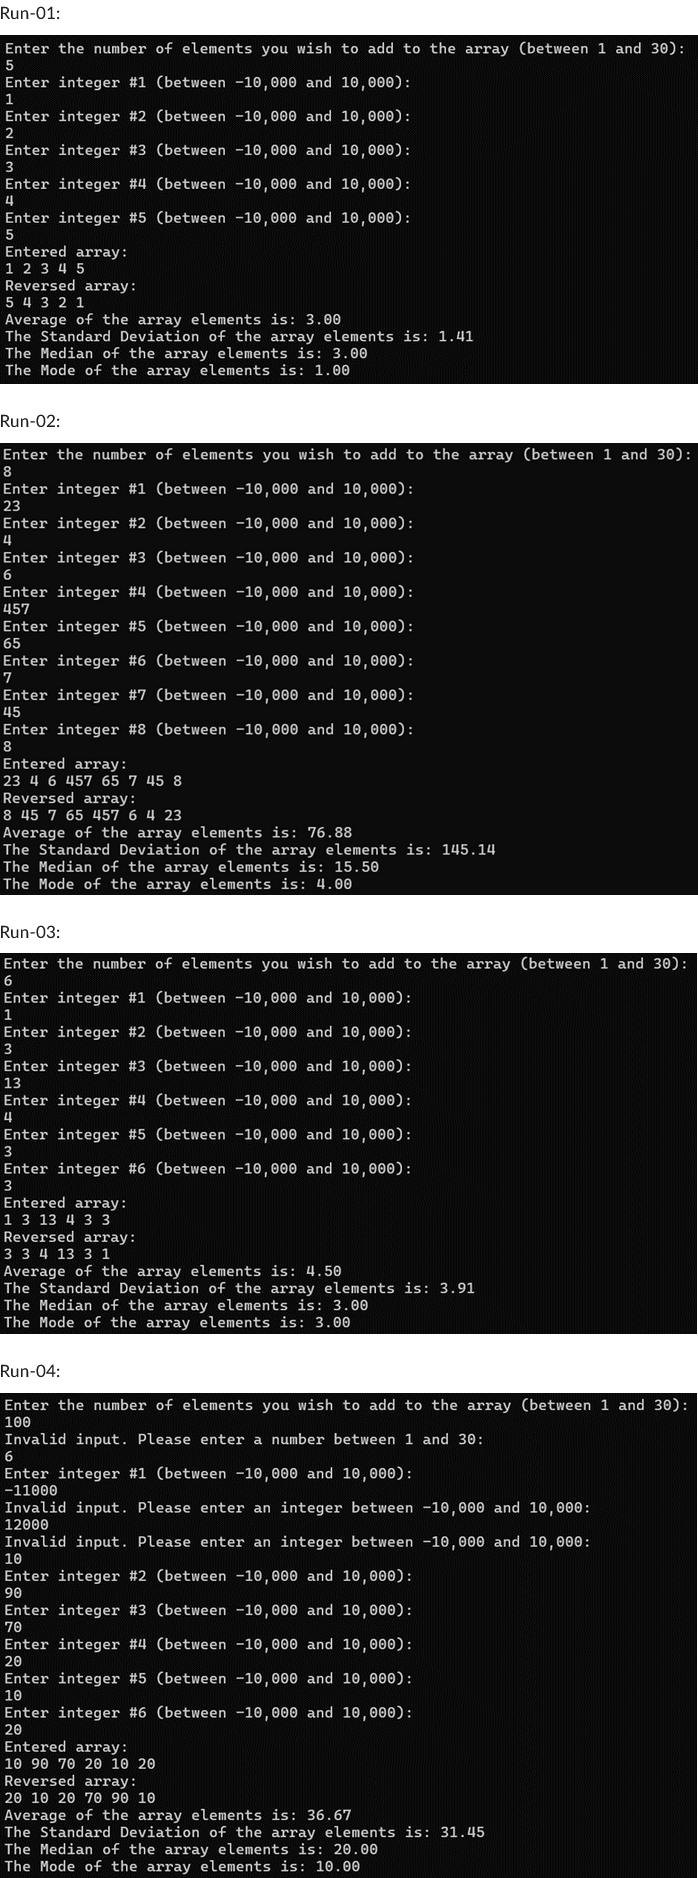 Run-01:
Enter the number of elements you wish to add to the array (between 1 and 30):
5
Enter integer #1 (between -10,000 and 10,000):
1
Enter integer #2 (between -10,000 and 10,000):
2
Enter integer #3 (between -10,000 and 10,000):
3
Enter integer #4 (between -10,000 and 10,000):
4
Enter integer #5 (between -10,000 and 10,000):
5
Entered array:
1 2 3 4 5
Reversed array:
5 4 3 2 1
Average of the array elements is: 3.00
The Standard Deviation of the array elements is: 1.41
The Median of the array elements is: 3.00
The Mode of the array elements is: 1.00
Run-02:
Enter the number of elements you wish to add to the array (between 1 and 30):
8
Enter integer #1 (between -10,000 and 10,000):
23
Enter integer #2 (between -10,000 and 10,000):
4
Enter integer #3 (between -10,000 and 10,000):
6
Enter integer #4 (between -10,000 and 10,000):
457
Enter integer #5 (between -10,000 and 10,000):
65
Enter integer #6 (between -10,000 and 10,000):
7
Enter integer #7 (between -10,000 and 10,000):
45
Enter integer #8 (between -10,000 and 10,000):
8
Entered array:
23 4 6 457 65 7 45 8
Reversed array:
8 45 7 65 457 6 4 23
Average of the array elements is: 76.88
The Standard Deviation of the array elements is: 145.14
The Median of the array elements is: 15.50
The Mode of the array elements is: 4.00
Run-03:
Enter the number of elements you wish to add to the array (between 1 and 30):
6
Enter integer #1 (between -10,000 and 10,000):
1
Enter integer #2 (between -10,000 and 10,000):
3
Enter integer #3 (between -10,000 and 10,000):
13
Enter integer #4 (between -10,000 and 10,000):
4
Enter integer #5 (between -10,000 and 10,000):
3
Enter integer #6 (between -10,000 and 10,000):
3
Entered array:
1 3 13 4 3 3
Reversed array:
3 3 4 13 3 1
Average of the array elements is: 4.50
The Standard Deviation of the array elements is: 3.91
The Median of the array elements is: 3.00
The Mode of the array elements is: 3.00
Run-04:
Enter the number of elements you wish to add to the array (between 1 and 30):
100
Invalid input. Please enter a number between 1 and 30:
6
Enter integer #1 (between -10,000 and 10,000):
-11000
Invalid input. Please enter an integer between -10,000 and 10,000:
12000
Invalid input. Please enter an integer between -10,000 and 10,000:
10
Enter integer #2 (between -10,000 and 10,000):
90
Enter integer #3 (between -10,000 and 10,000):
70
Enter integer #4 (between -10,000 and 10,000):
20
Enter integer #5 (between -10,000 and 10,000):
10
Enter integer #6 (between -10,000 and 10,000):
20
Entered array:
10 90 70 20 10 20
Reversed array:
20 10 20 70 90 10
Average of the array elements is: 36.67
The Standard Deviation of the array elements is: 31.45
The Median of the array elements is: 20.00
The Mode of the array elements is: 10.00